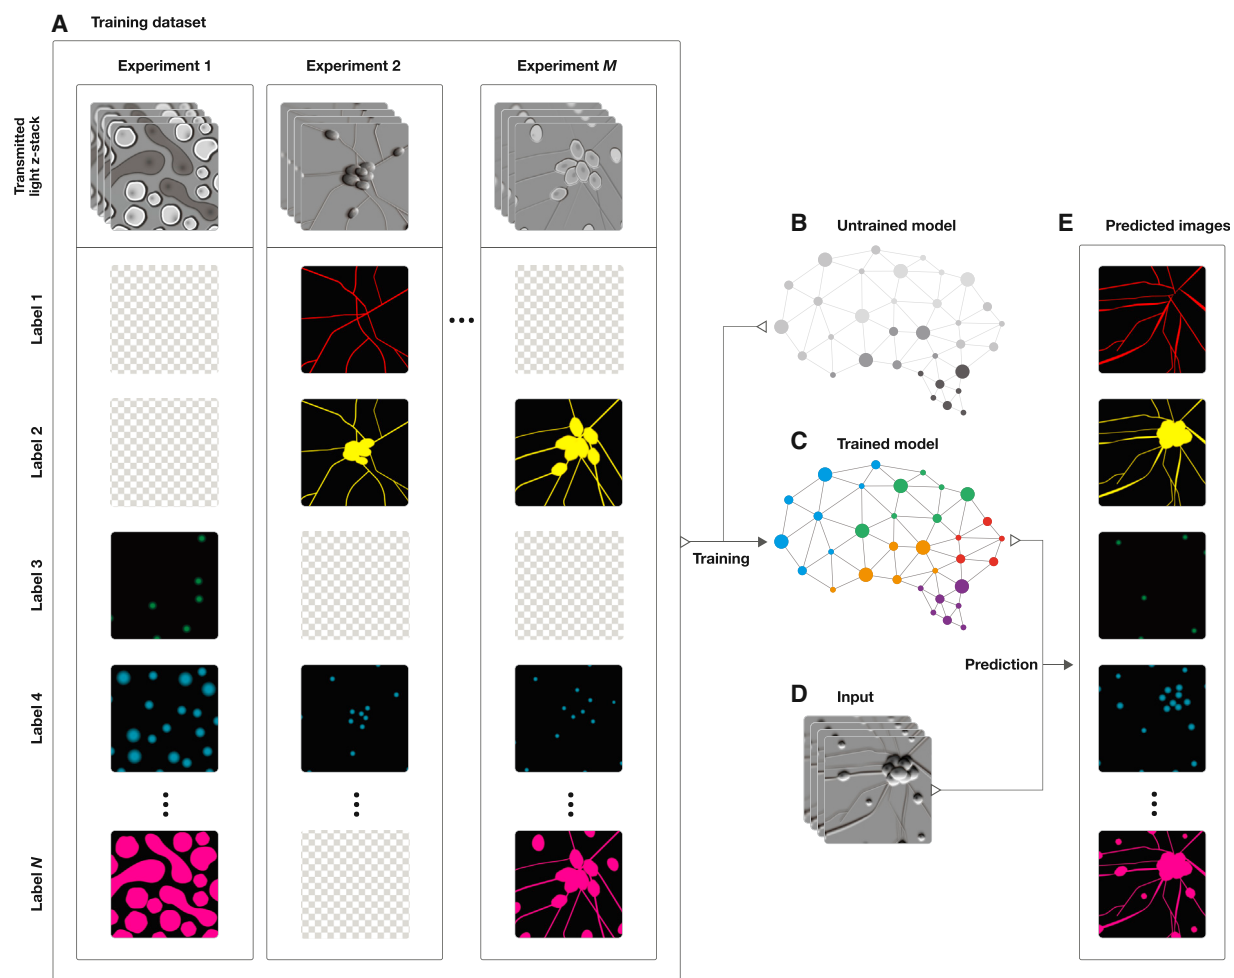 A Training dataset
Experiment 1
Experiment 2
Experiment M
Transmitted
light z-stack
Label 1
Label 2
Label 3
Label 4
Label N
Training
B Untrained model
C Trained model
Prediction
D Input
E Predicted images